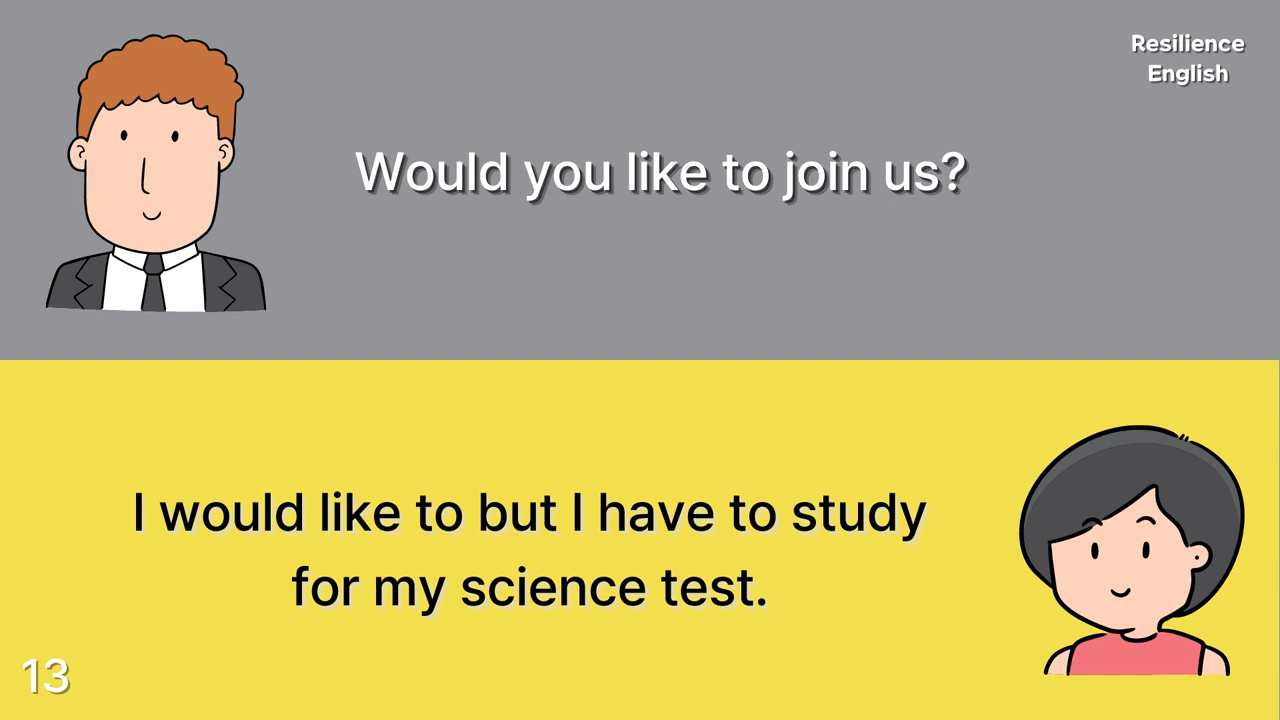 Resilience
English
Would you like to join us?
I would like to but I have to study
for my science test.
13